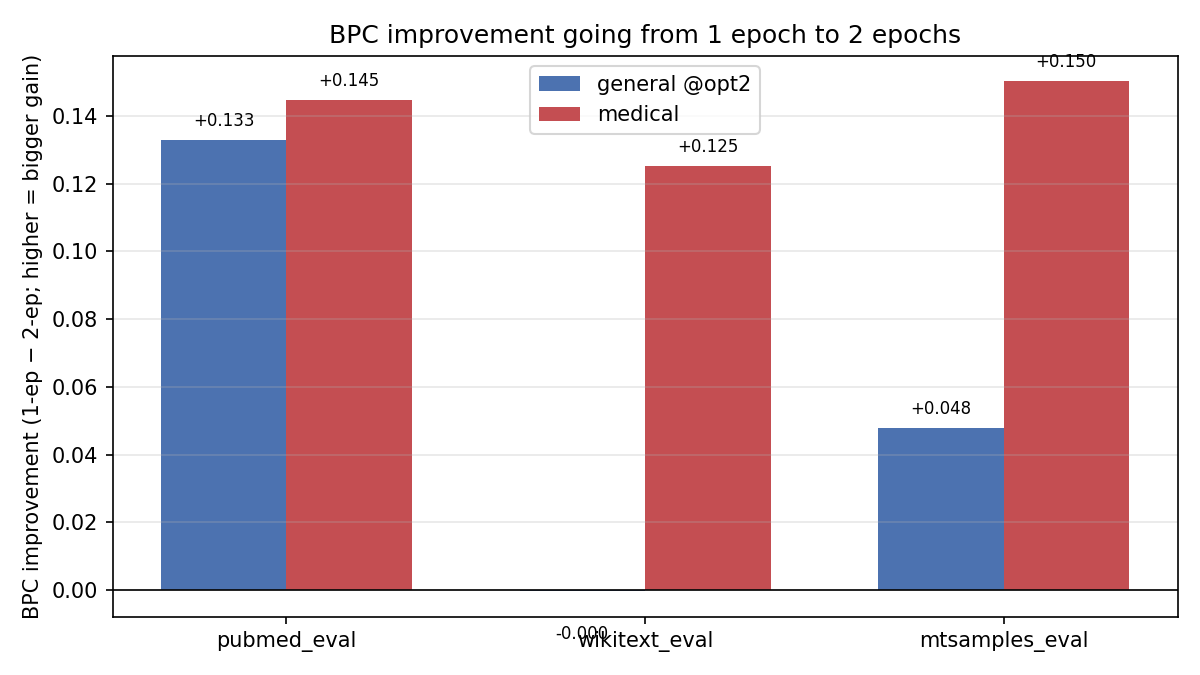 BPC improvement going from 1 epoch to 2 epochs
BPC improvement (1-ep − 2-ep; higher = bigger gain)
general @opt2
medical
0.14
0.12
0.10
0.08
0.06
0.04
0.02
0.00
+0.133
+0.145
-0.000
+0.125
+0.048
+0.150
pubmed_eval
wikitext_eval
mtsamples_eval